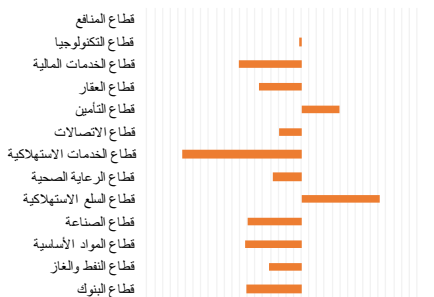 قطاع المنافع
قطاع التكنولوجيا
قطاع الخدمات المالية
قطاع العقار
قطاع التأمين
قطاع الاتصالات
قطاع الخدمات الاستهلاكية
قطاع الرعاية الصحية
قطاع السلع الاستهلاكية
قطاع الصناعة
قطاع المواد الأساسية
قطاع النفط والغاز
قطاع البنوك